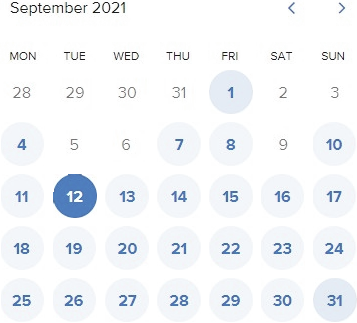 September 2021
MON TUE WED THU FRI SAT SUN
28 29 30 31 1 2 3
4 5 6 7 8 9 10
11 12 13 14 15 16 17
18 19 20 21 22 23 24
25 26 27 28 29 30 31